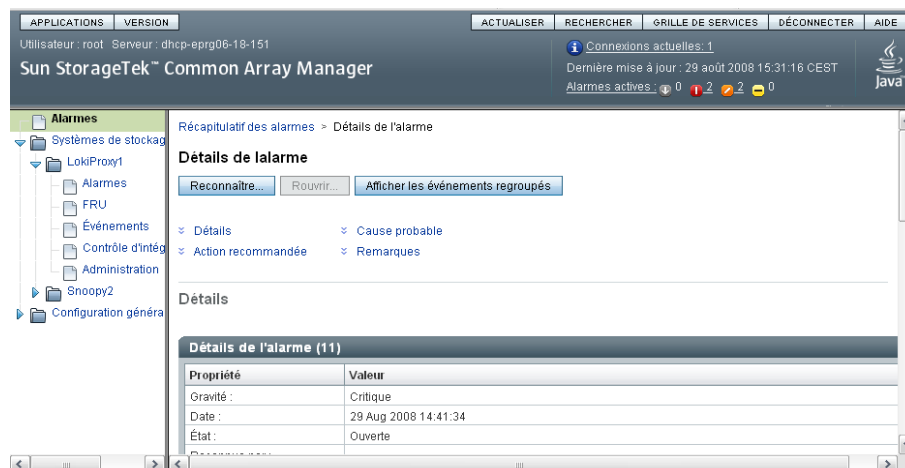 APPLICATIONS VERSION ACTUALISER RECHERCHER GRILLE DE SERVICES DÉCONNECTER AIDE
Utilisateur : root Serveur : dhcp-eprg06-18-151
Sun StorageTek™ Common Array Manager
Connexions actuelles: 1
Dernière mise à jour : 29 août 2008 15:31:16 CEST
Alarmes actives : 0 2 2 0
Java
Alarmes
Systèmes de stockag
LokiProxy1
Alarmes
FRU
Événements
Contrôle d'intég
Administration
Snoopy2
Configuration généra
Récapitulatif des alarmes > Détails de l'alarme
Détails de lalarme
Reconnaître... Rouvrir... Afficher les événements regroupés
Détails Cause probable
Action recommandée Remarques
Détails
Détails de l'alarme (11)
Propriété Valeur
Gravité : Critique
Date : 29 Aug 2008 14:41:34
État : Ouverte